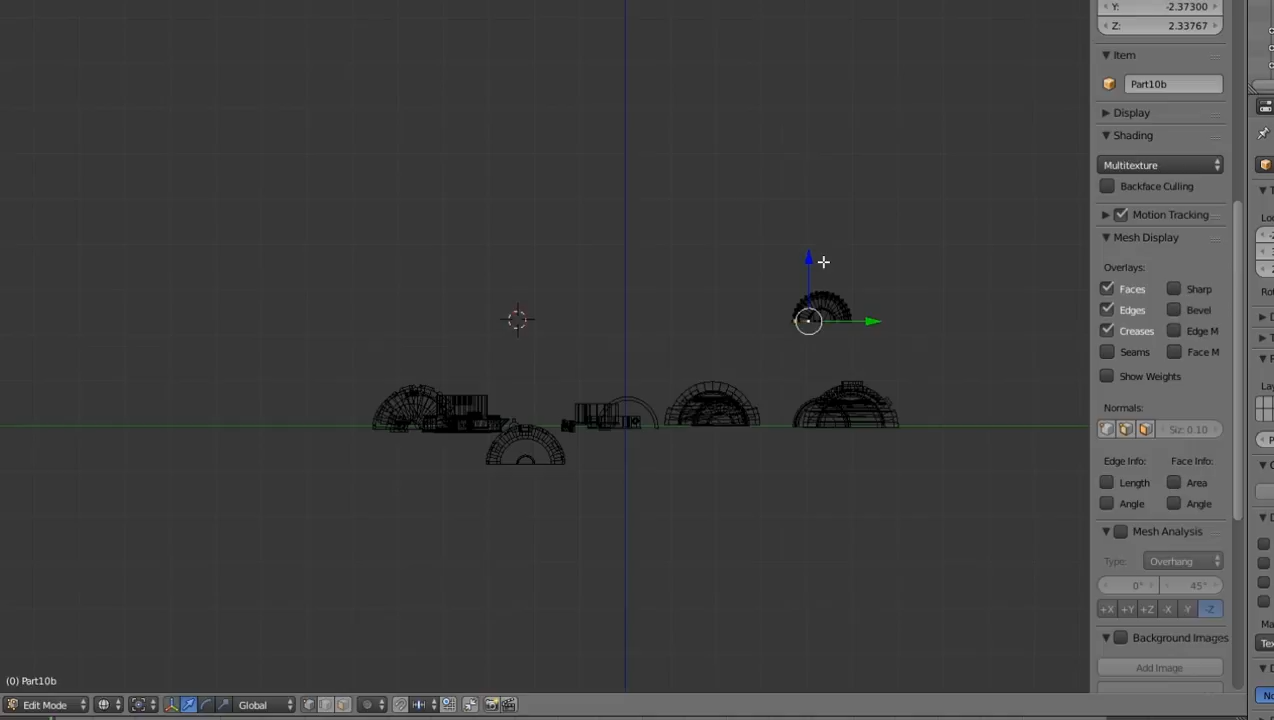 Y: -2.37300
Z: 2.33767
Item
Part10b
Display
Shading
Multitexture
Backface Culling
Motion Tracking
Mesh Display
Overlays:
Faces Sharp
Edges Bevel
Creases Edge M
Seams Face M
Show Weights
Normals:
Siz: 0.10
Edge Info: Face Info:
Length Area
Angle Angle
Mesh Analysis
Type: Overhang
0° 45°
+X +Y +Z -X -Y -Z
Background Images
Add Image
(0) Part10b
Edit Mode Global